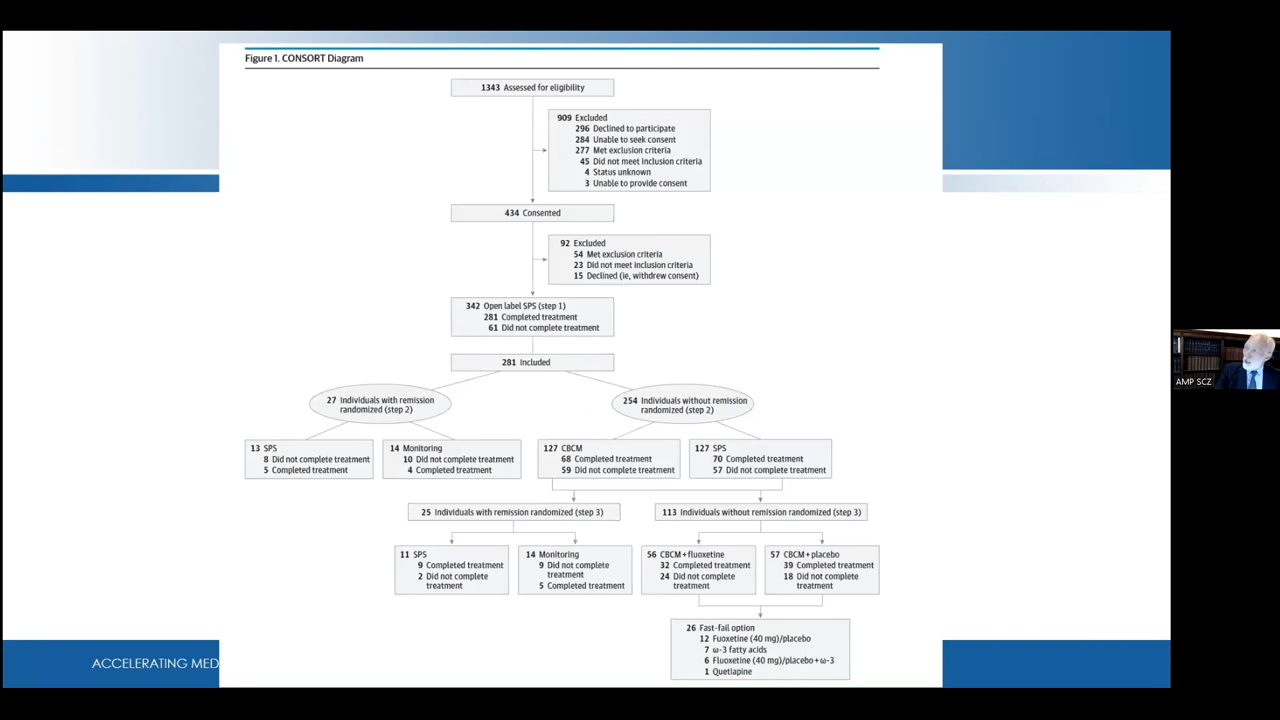 Figure 1. CONSORT Diagram
1343 Assessed for eligibility
909 Excluded
296 Declined to participate
284 Unable to seek consent
277 Met exclusion criteria
45 Did not meet inclusion criteria
4 Status unknown
3 Unable to provide consent
434 Consented
92 Excluded
54 Met exclusion criteria
23 Did not meet inclusion criteria
15 Declined (ie, withdrew consent)
342 Open label SPS (step 1)
281 Completed treatment
61 Did not complete treatment
281 Included
27 Individuals with remission
randomized (step 2)
254 Individuals without remission
randomized (step 2)
13 SPS
8 Did not complete treatment
5 Completed treatment
14 Monitoring
10 Did not complete treatment
4 Completed treatment
127 CBCM
68 Completed treatment
59 Did not complete treatment
127 SPS
70 Completed treatment
57 Did not complete treatment
25 Individuals with remission randomized (step 3)
113 Individuals without remission randomized (step 3)
11 SPS
9 Completed treatment
2 Did not complete
treatment
14 Monitoring
9 Did not complete
treatment
5 Completed treatment
56 CBCM + fluoxetine
32 Completed treatment
24 Did not complete
treatment
57 CBCM + placebo
39 Completed treatment
18 Did not complete
treatment
26 Fast-fail option
12 Fuoxetine (40 mg)/placebo
7 ω-3 fatty acids
6 Fluoxetine (40 mg)/placebo + ω-3
1 Quetiapine
ACCELERATING MED
AMP SCZ